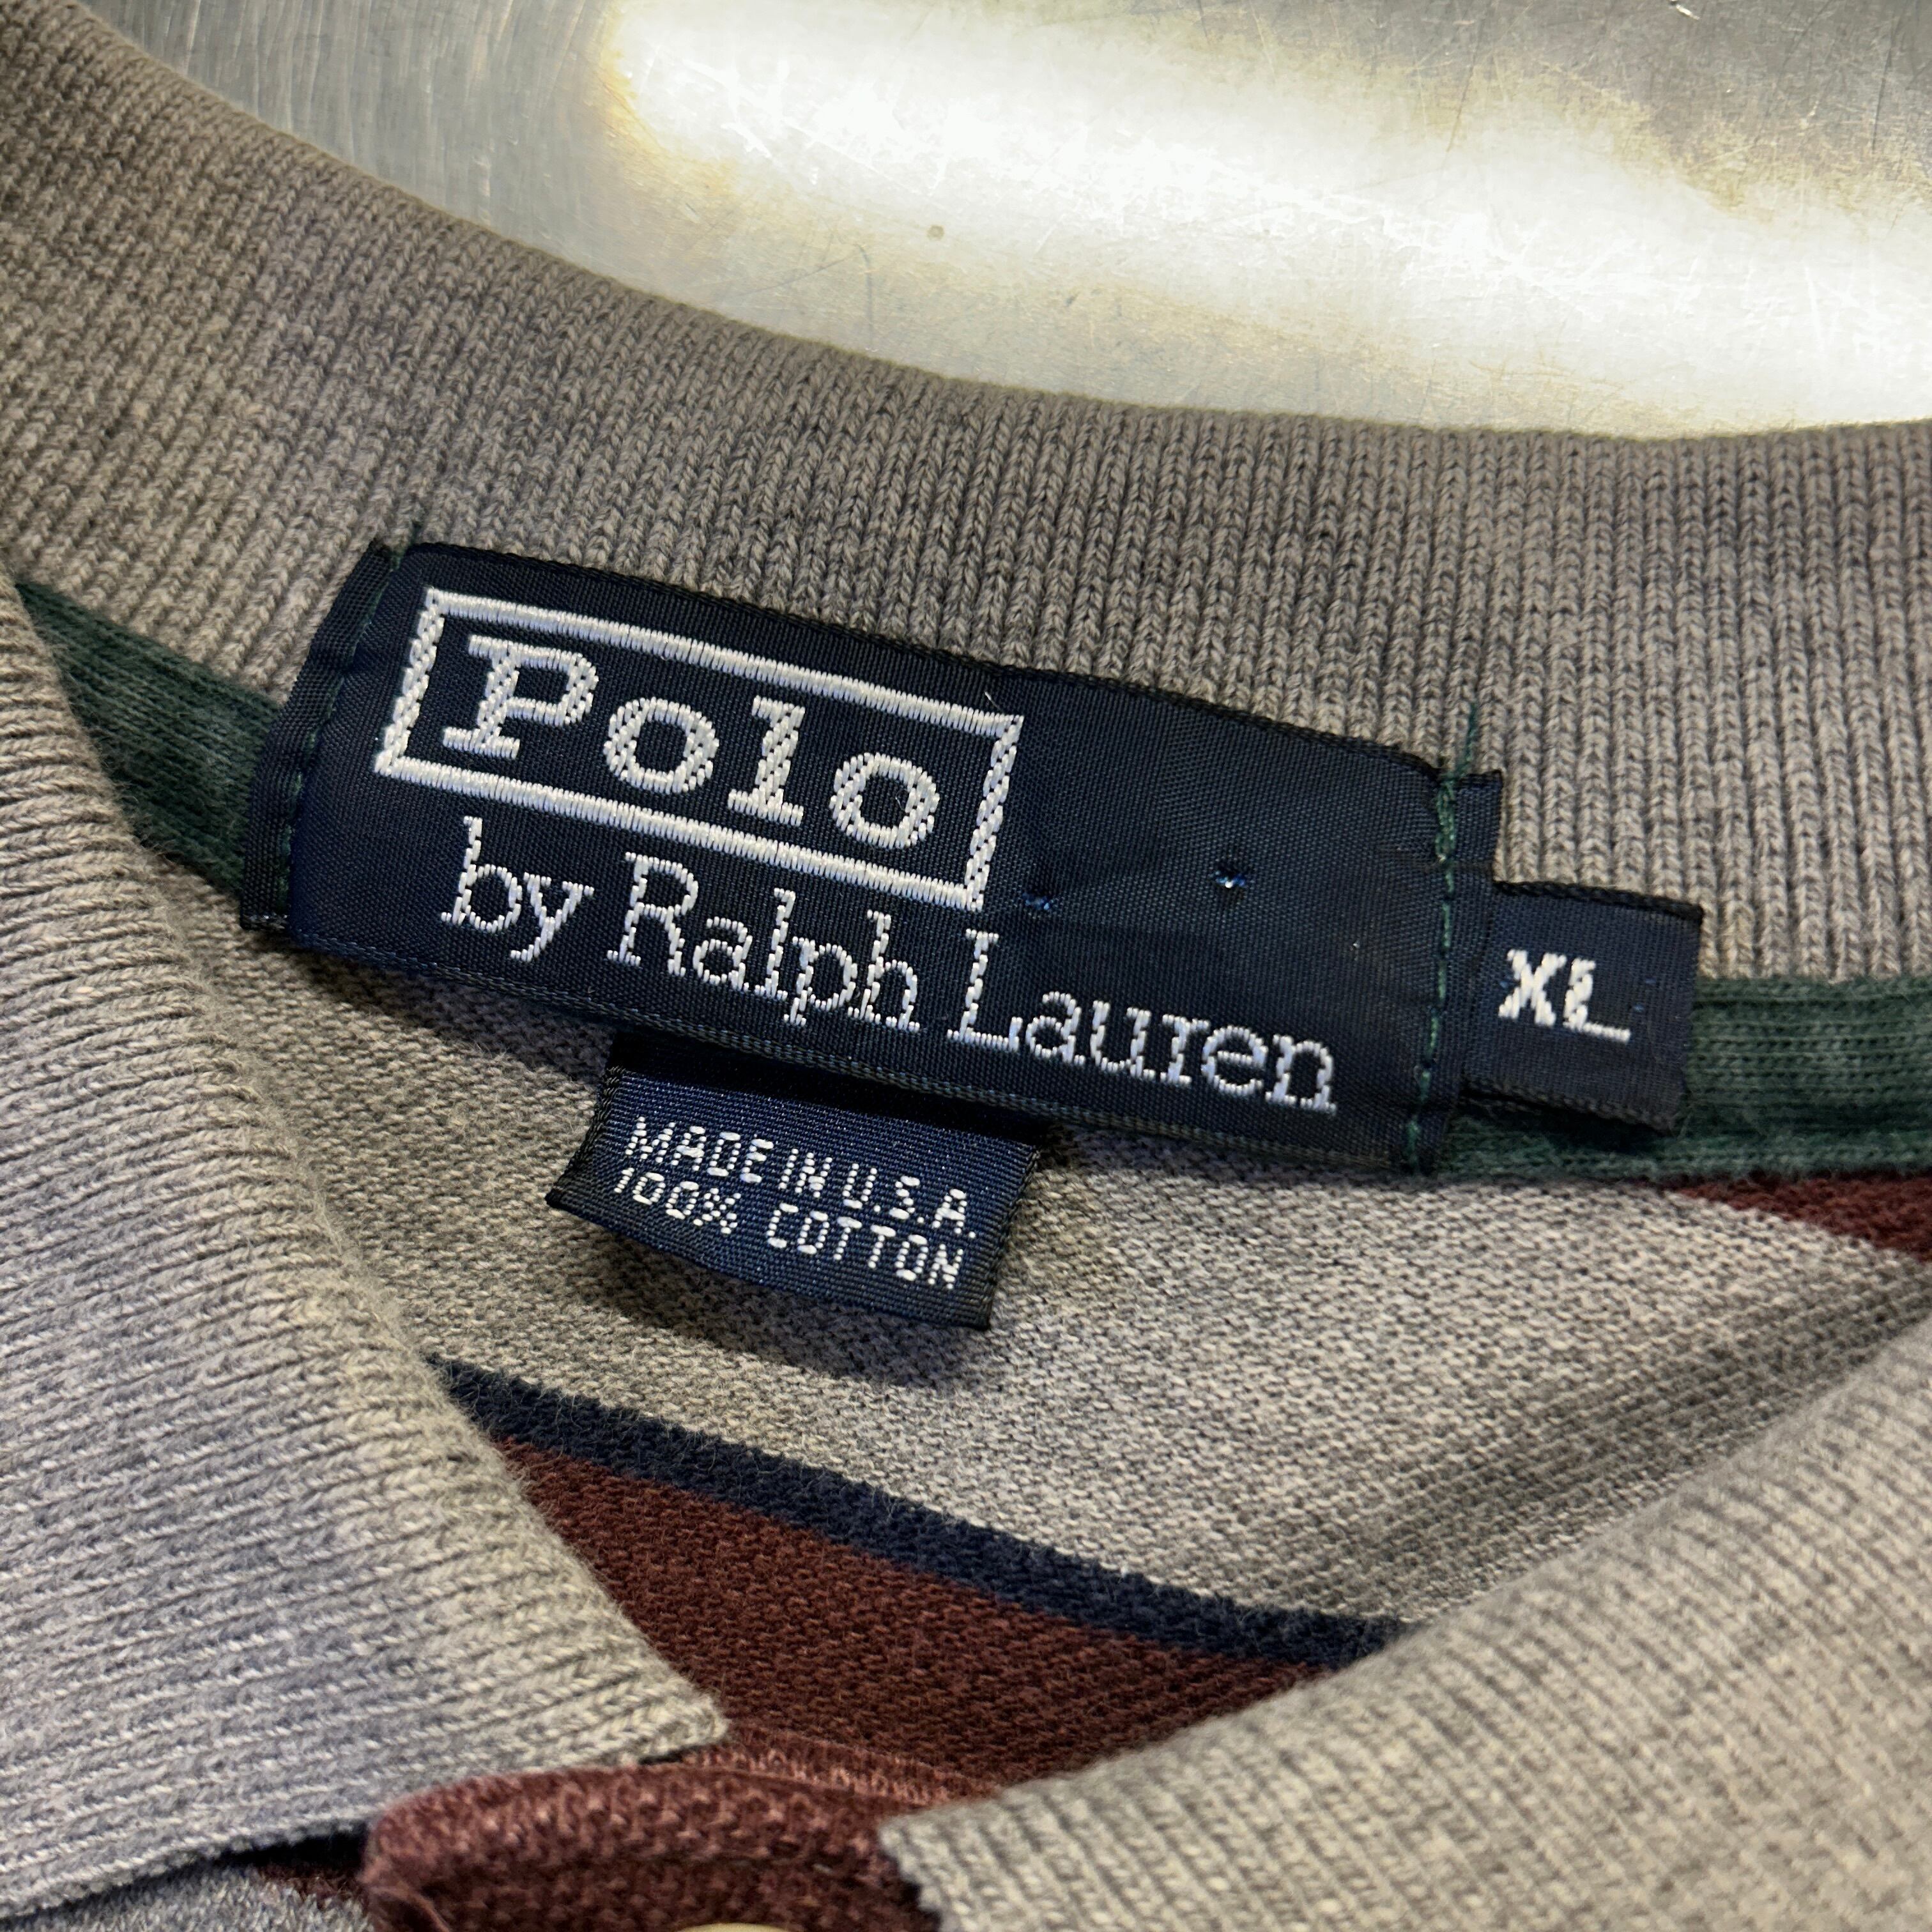 Polo
by Ralph Lauren
XL
MADE IN U.S.A.
100% COTTON